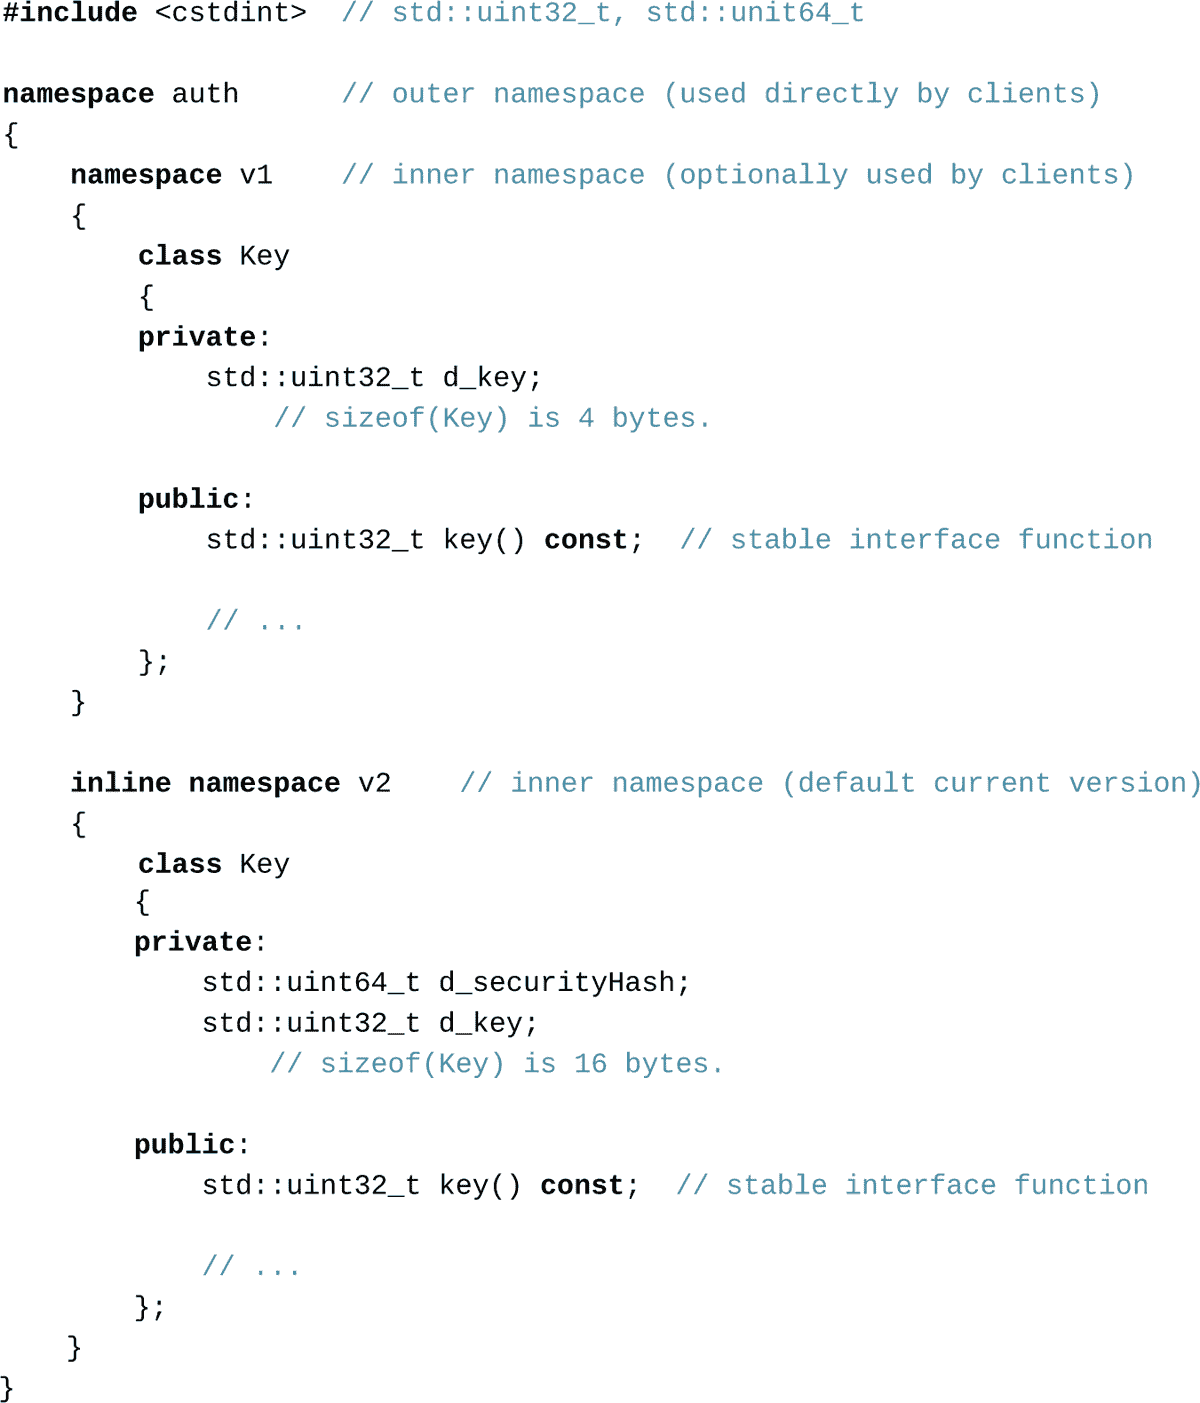 #include <cstdint>  // std::uint32_t, std::unit64_t
namespace auth      // outer namespace (used directly by clients)
{
    namespace v1    // inner namespace (optionally used by clients)
    {
        class Key
        {
        private:
            std::uint32_t d_key;
                // sizeof(Key) is 4 bytes.
        public:
            std::uint32_t key() const;  // stable interface function
            // ...
        };
    }
    inline namespace v2    // inner namespace (default current version)
    {
        class Key
        {
        private:
            std::uint64_t d_securityHash;
            std::uint32_t d_key;
                // sizeof(Key) is 16 bytes.
        public:
            std::uint32_t key() const;  // stable interface function
            // ...
        };
    }
}